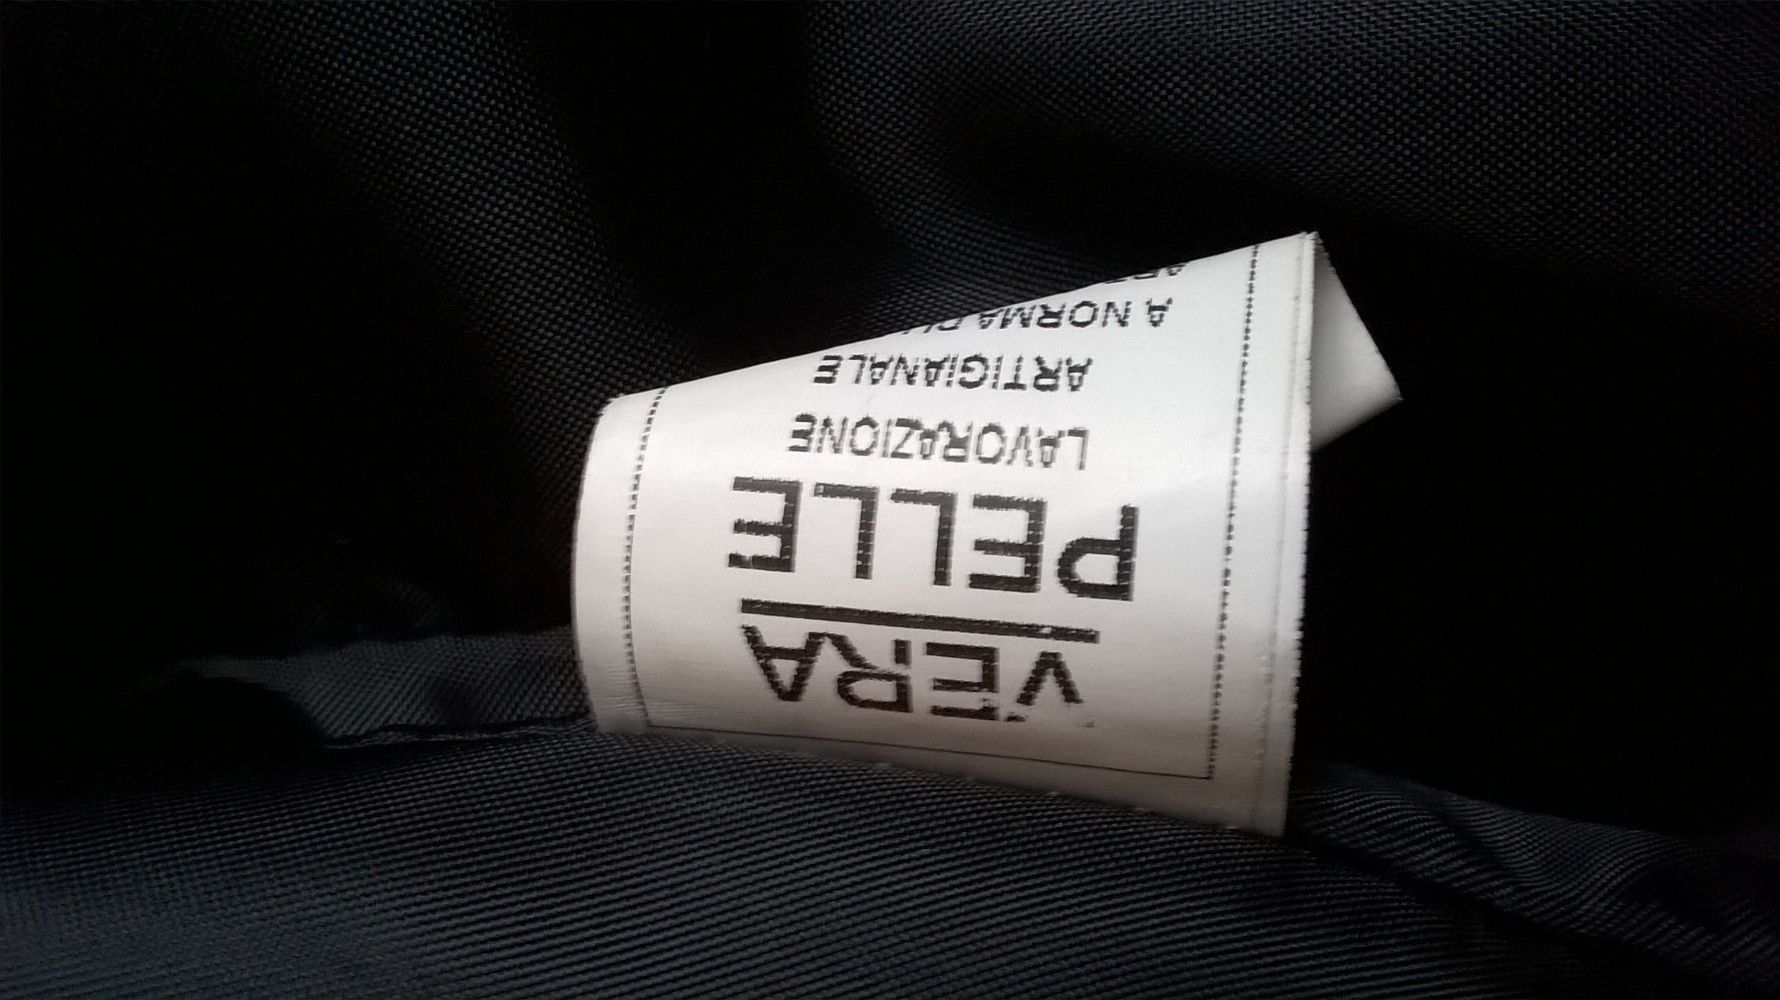 VERA
PELLE
LAVORAZIONE
ARTIGIANALE
A NORMA